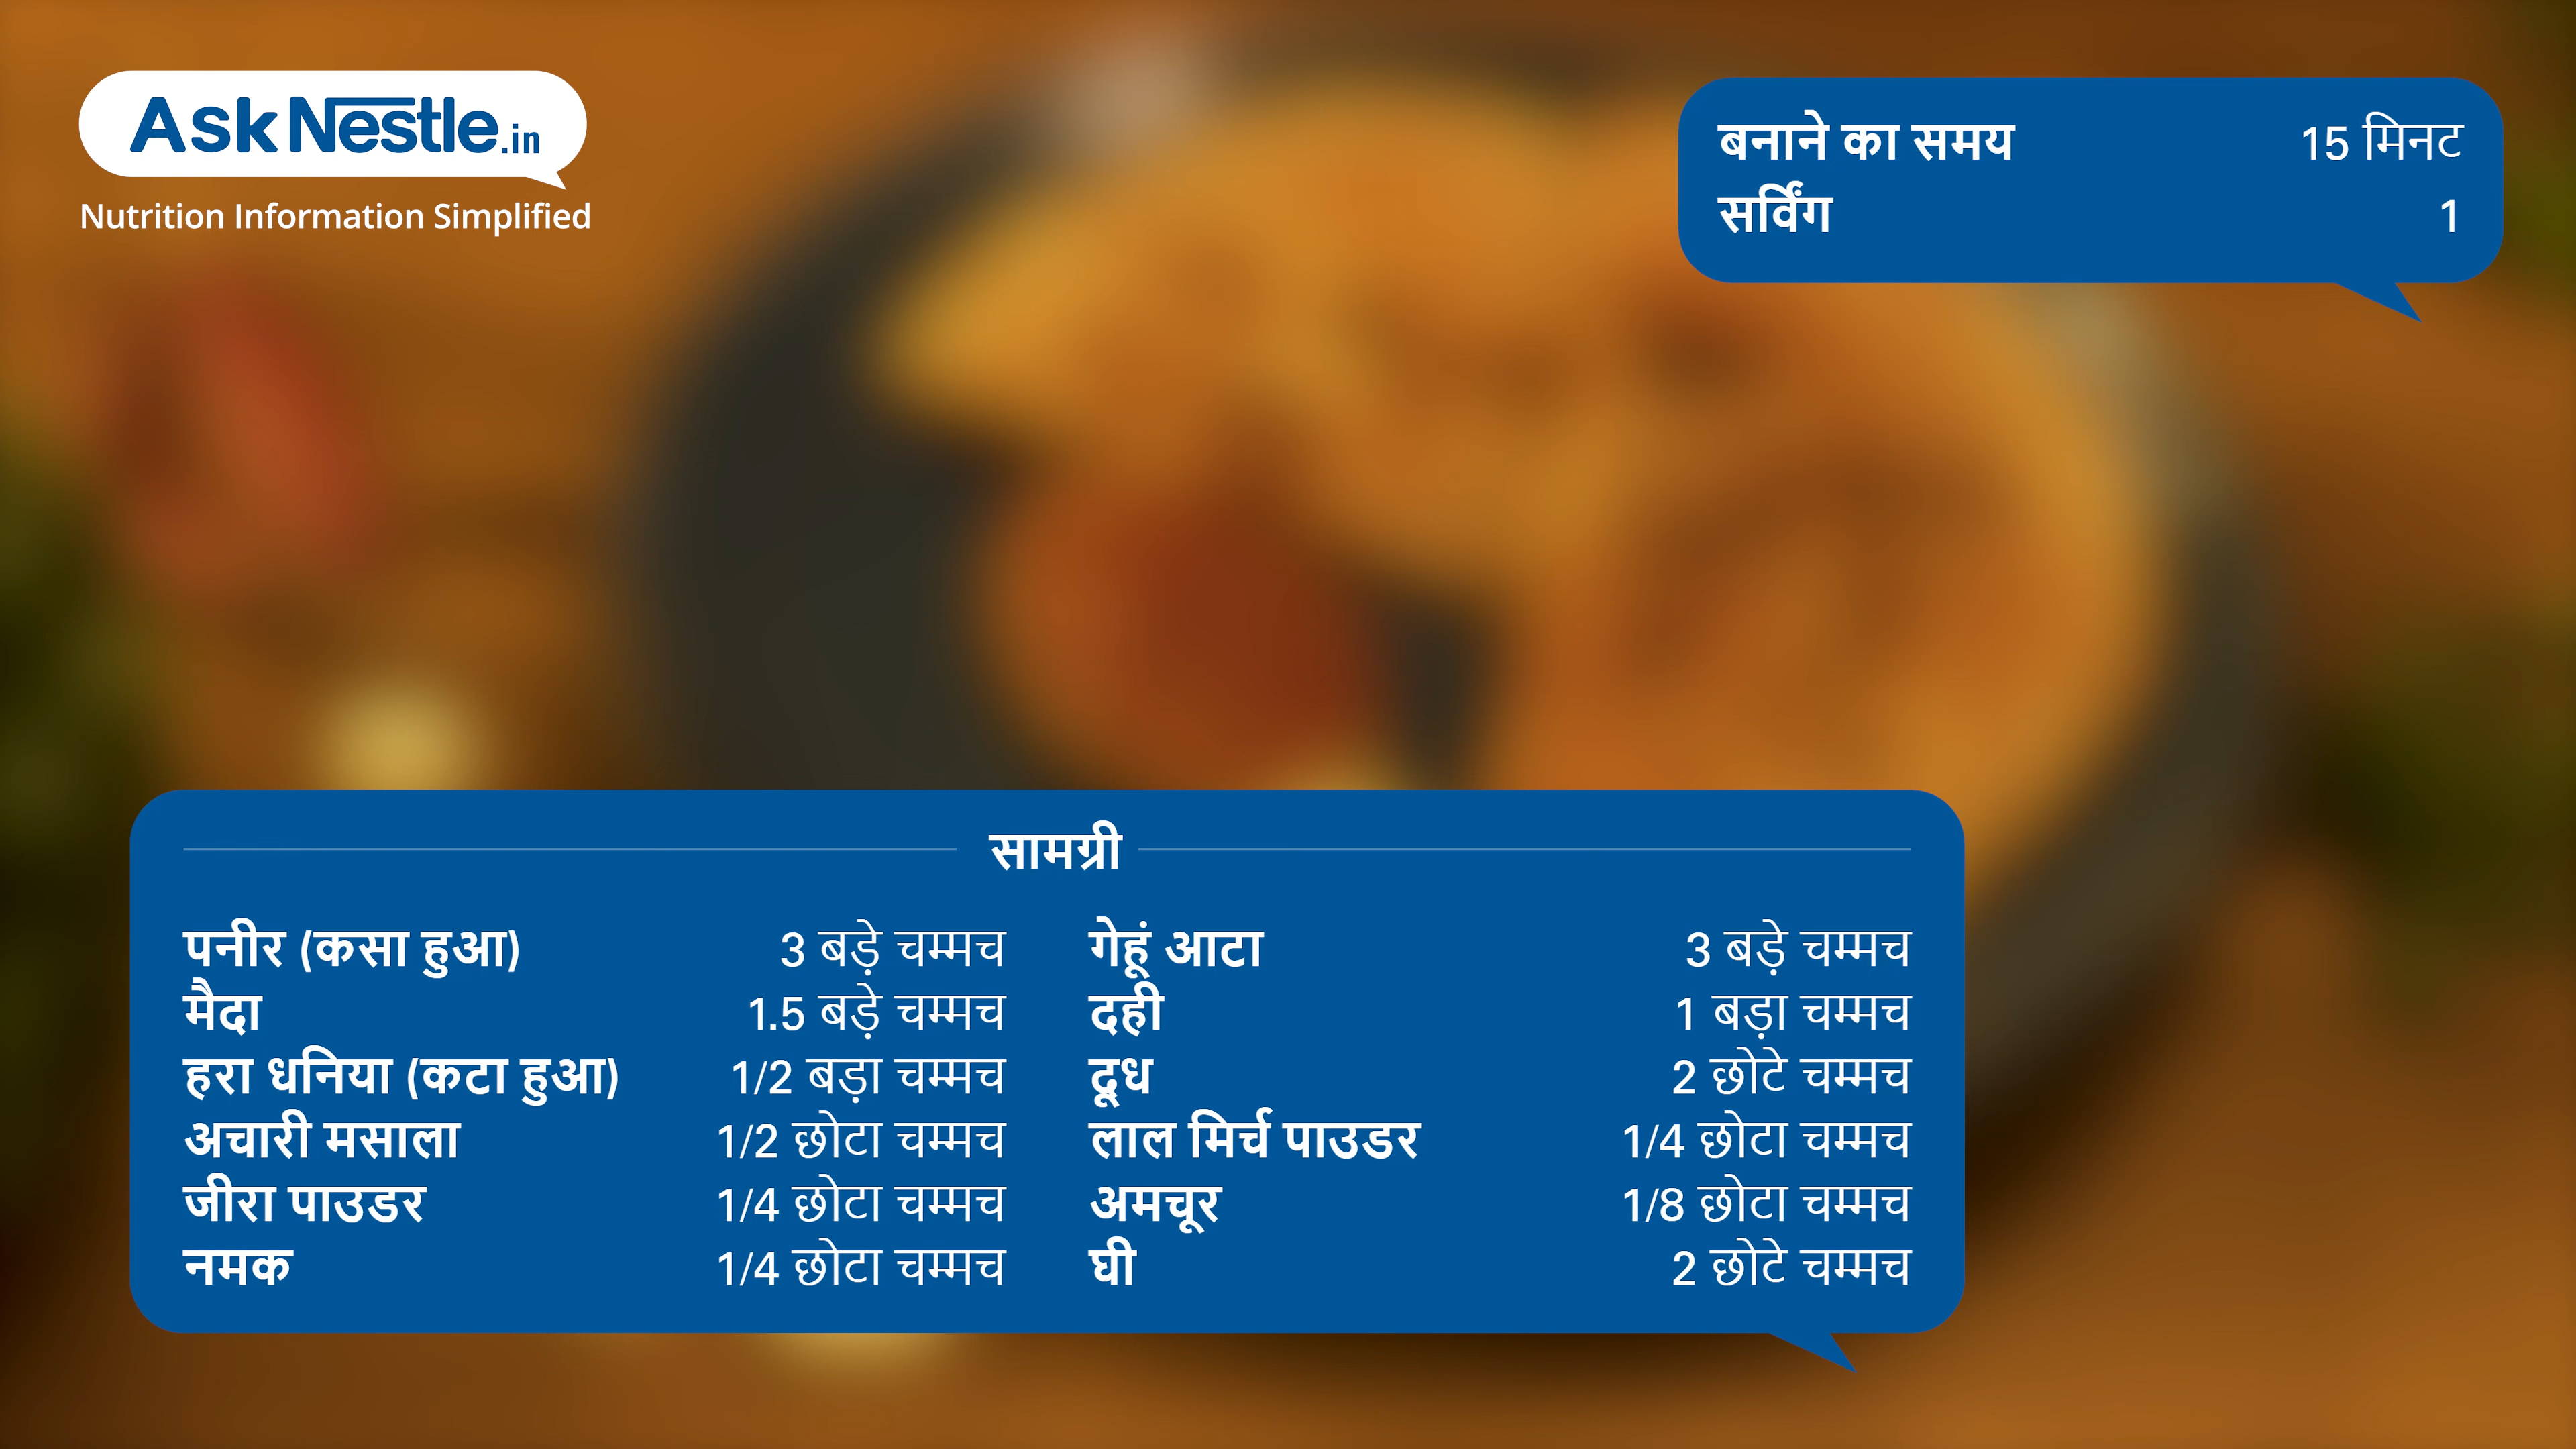 AskNestle.in
Nutrition Information Simplified
बनाने का समय 15 मिनट
सर्विंग 1
सामग्री
पनीर (कसा हुआ) 3 बड़े चम्मच गेहूं आटा 3 बड़े चम्मच
मैदा 1.5 बड़े चम्मच दही 1 बड़ा चम्मच
हरा धनिया (कटा हुआ) 1/2 बड़ा चम्मच दूध 2 छोटे चम्मच
अचारी मसाला 1/2 छोटा चम्मच लाल मिर्च पाउडर 1/4 छोटा चम्मच
जीरा पाउडर 1/4 छोटा चम्मच अमचूर 1/8 छोटा चम्मच
नमक 1/4 छोटा चम्मच घी 2 छोटे चम्मच